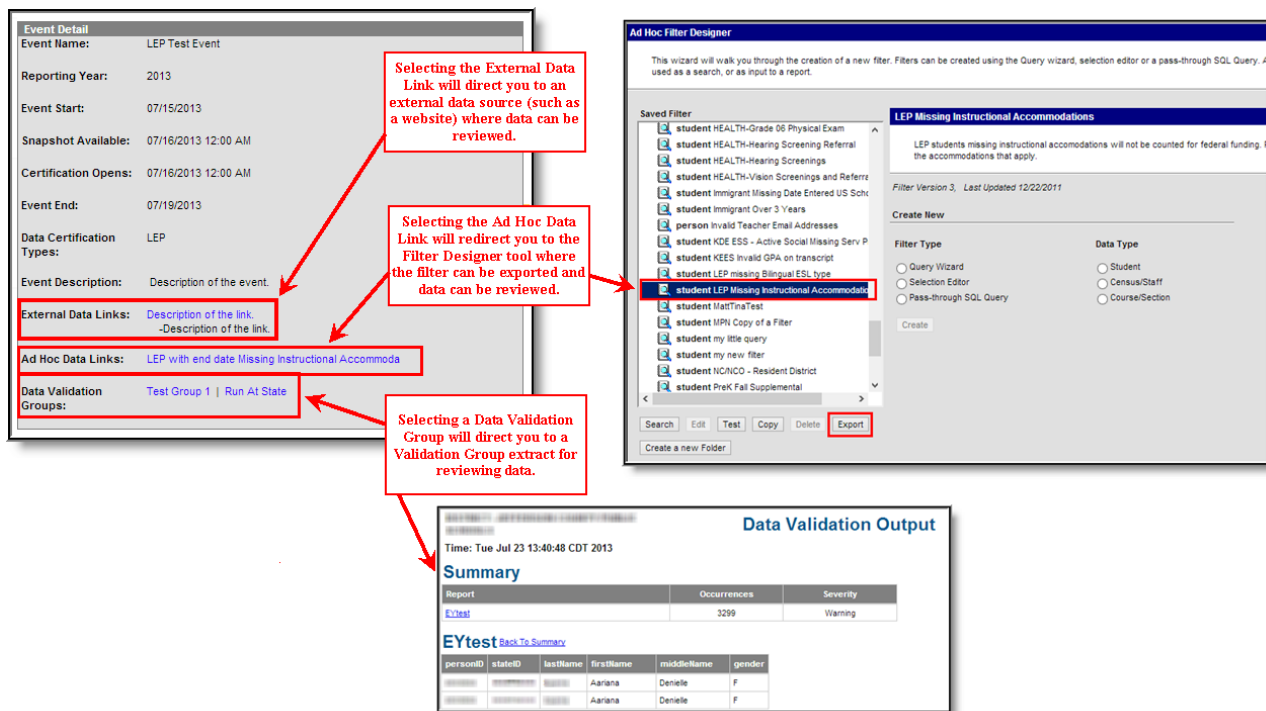 Event Detail
Event Name: LEP Test Event
Reporting Year: 2013
Event Start: 07/15/2013
Snapshot Available: 07/16/2013 12:00 AM
Certification Opens: 07/16/2013 12:00 AM
Event End: 07/19/2013
Data Certification LEP
Types:
Event Description: Description of the event.
External Data Links: Description of the link.
-Description of the link.
Ad Hoc Data Links: LEP with end date Missing Instructional Accommoda
Data Validation Test Group 1 | Run At State
Groups:
Selecting the External Data
Link will direct you to an
external data source (such as
a website) where data can be
reviewed.
Selecting the Ad Hoc Data
Link will redirect you to the
Filter Designer tool where
the filter can be exported and
data can be reviewed.
Selecting a Data Validation
Group will direct you to a
Validation Group extract for
reviewing data.
Ad Hoc Filter Designer
This wizard will walk you through the creation of a new filter. Filters can be created using the Query wizard, selection editor or a pass-through SQL Query. A
used as a search, or as input to a report.
Saved Filter
student HEALTH-Grade 06 Physical Exam
student HEALTH-Hearing Screening Referral
student HEALTH-Hearing Screenings
student HEALTH-Vision Screenings and Referra
student Immigrant Missing Date Entered US Scho
student Immigrant Over 3 Years
person Invalid Teacher Email Addresses
student KDE ESS - Active Social Missing Serv P
student KEES Invalid GPA on transcript
student LEP missing Bilingual ESL type
student LEP Missing Instructional Accommodatio
student MattTinaTest
student MPN Copy of a Filter
student my little query
student my new filter
student NC/NCO - Resident District
student PreK Fall Supplemental
Search Edit Test Copy Delete Export
Create a new Folder
LEP Missing Instructional Accommodations
LEP students missing instructional accomodations will not be counted for federal funding.
the accommodations that apply.
Filter Version 3, Last Updated 12/22/2011
Create New
Filter Type Data Type
Query Wizard Student
Selection Editor Census/Staff
Pass-through SQL Query Course/Section
Create
Data Validation Output
Time: Tue Jul 23 13:40:48 CDT 2013
Summary
Report Occurrences Severity
EYtest 3299 Warning
EYtest Back To Summary
personID stateID lastName firstName middleName gender
Aariana Denielle F
Aariana Denielle F